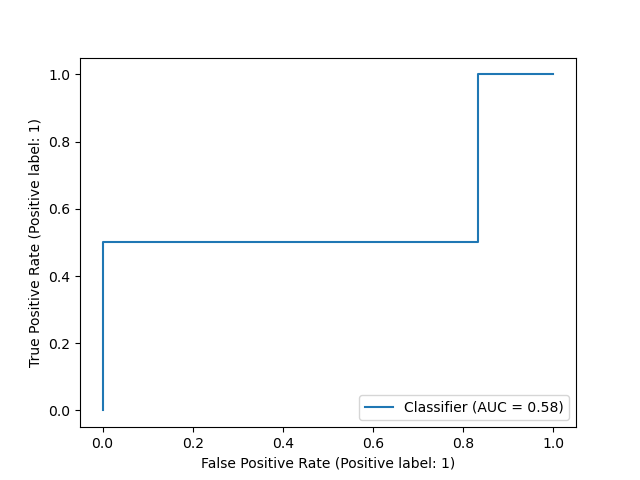 1.0
0.8
0.6
0.4
0.2
0.0
True Positive Rate (Positive label: 1)
Classifier (AUC = 0.58)
0.0 0.2 0.4 0.6 0.8 1.0
False Positive Rate (Positive label: 1)